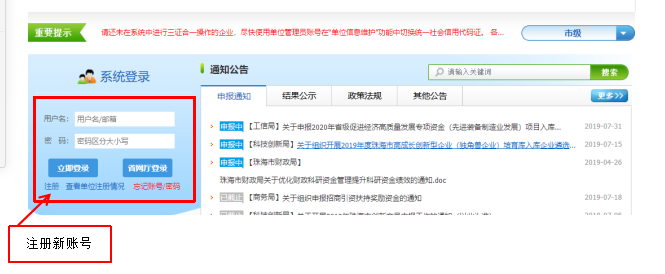 重要提示
请还未在系统中进行三证合一操作的企业，尽快使用单位管理员账号在"单位信息维护"功能中切换统一社会信用代码证。 各...
市级
系统登录
用户名： 用户名/邮箱
密 码： 密码区分大小写
立即登录 省网厅登录
注册 查看单位注册情况 忘记账号/密码
注册新账号
通知公告
请输入关键词
搜索
申报通知 结果公示 政策法规 其他公告 更多>>
申报中 【工信局】关于申报2020年省级促进经济高质量发展专项资金（先进装备制造业发展）项目入库... 2019-07-31
申报中 【科技创新局】关于组织开展2019年度珠海市高成长创新型企业（独角兽企业）培育库入库企业遴选... 2019-07-15
申报中 【珠海市财政局】 2019-04-26
珠海市财政局关于优化财政科研资金管理提升科研资金绩效的通知.doc
已截止 【商务局】关于组织申报招商引资扶持奖励资金的通知 2019-07-18